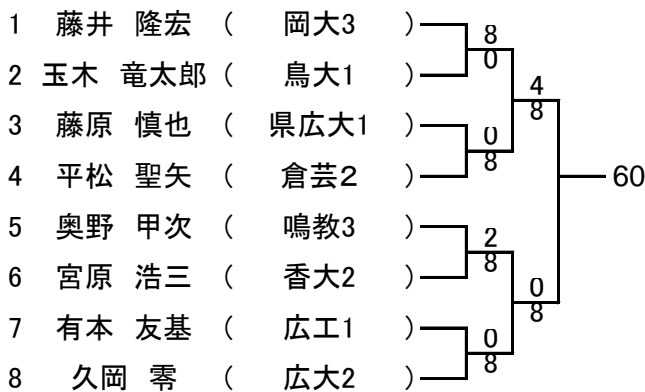 1 藤井 隆宏 ( 岡大3 )
8
0
2 玉木 竜太郎 ( 鳥大1 )
4
8
3 藤原 慎也 ( 県広大1 )
0
8
4 平松 聖矢 ( 倉芸2 )
60
5 奥野 甲次 ( 鳴教3 )
2
8
6 宮原 浩三 ( 香大2 )
0
8
7 有本 友基 ( 広工1 )
0
8
8 久岡 零 ( 広大2 )